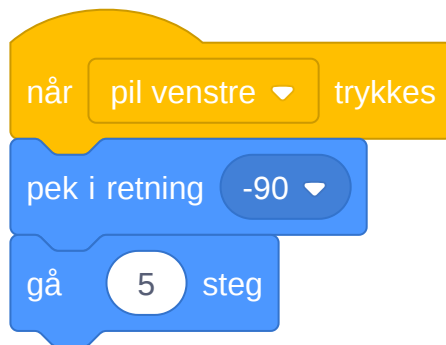 når pil venstre trykkes
pek i retning -90
gå 5 steg